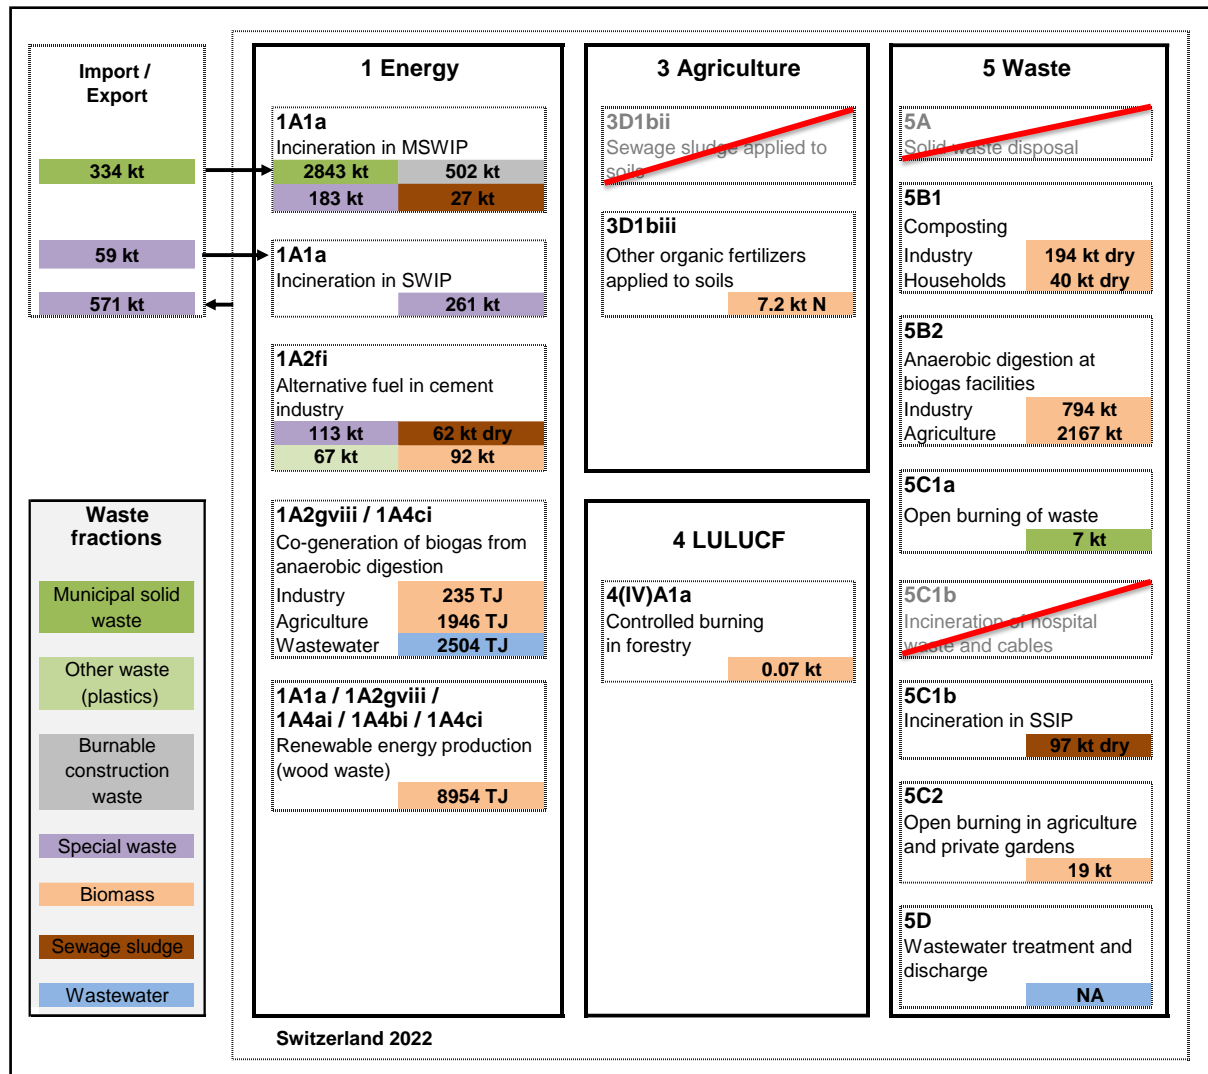 Import /
Export
334 kt
59 kt
571 kt
Waste
fractions
Municipal solid
waste
Other waste
(plastics)
Burnable
construction
waste
Special waste
Biomass
Sewage sludge
Wastewater
1 Energy
1A1a
Incineration in MSWIP
2843 kt 502 kt
183 kt 27 kt
1A1a
Incineration in SWIP
261 kt
1A2fi
Alternative fuel in cement
industry
113 kt 62 kt dry
67 kt 92 kt
1A2gviii / 1A4ci
Co-generation of biogas from
anaerobic digestion
Industry 235 TJ
Agriculture 1946 TJ
Wastewater 2504 TJ
1A1a / 1A2gviii /
1A4ai / 1A4bi / 1A4ci
Renewable energy production
(wood waste)
8954 TJ
3 Agriculture
3D1bii
Sewage sludge applied to
soils
3D1biii
Other organic fertilizers
applied to soils
7.2 kt N
4 LULUCF
4(IV)A1a
Controlled burning
in forestry
0.07 kt
5 Waste
5A
Solid waste disposal
5B1
Composting
Industry 194 kt dry
Households 40 kt dry
5B2
Anaerobic digestion at
biogas facilities
Industry 794 kt
Agriculture 2167 kt
5C1a
Open burning of waste
7 kt
5C1b
Incineration of hospital
waste and cables
5C1b
Incineration in SSIP
97 kt dry
5C2
Open burning in agriculture
and private gardens
19 kt
5D
Wastewater treatment and
discharge
NA
Switzerland 2022